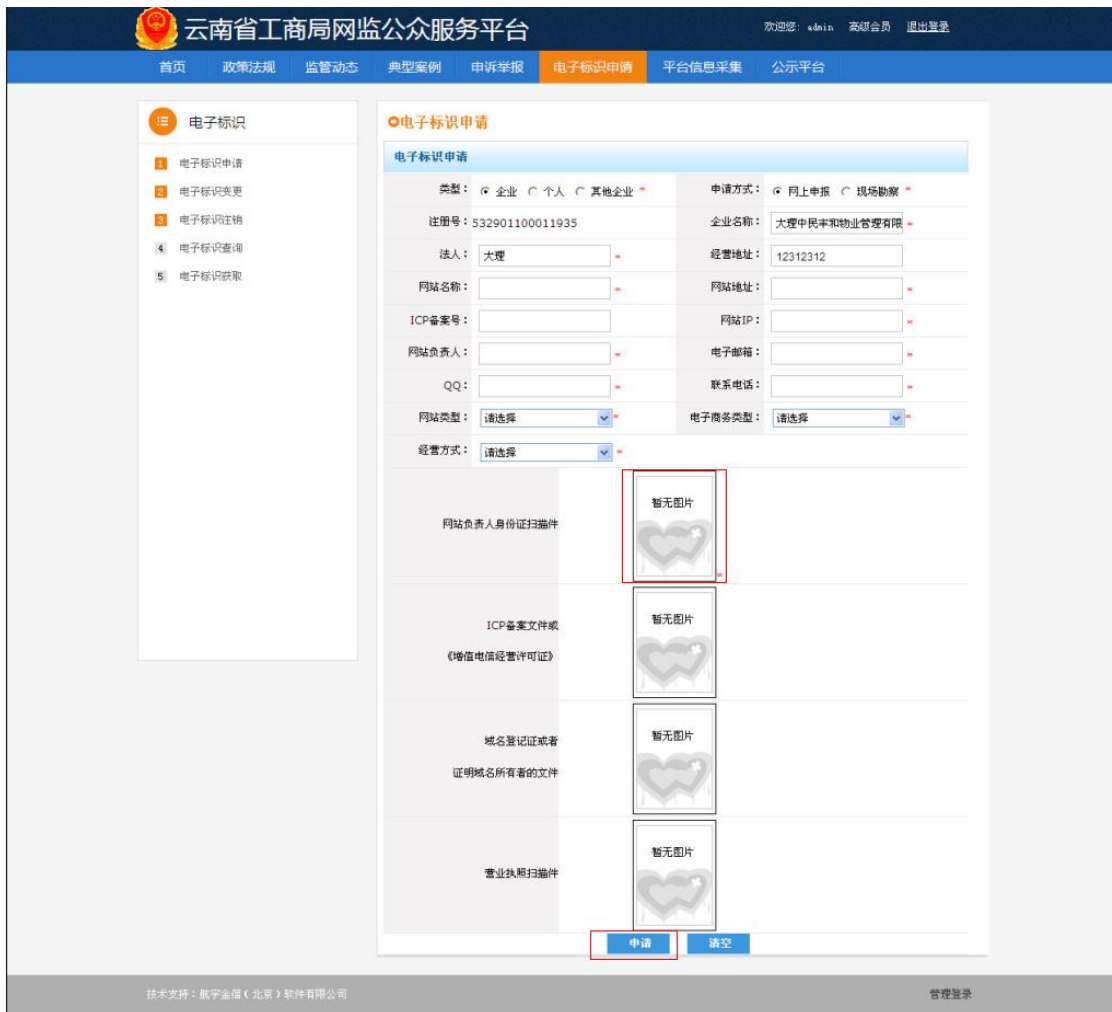 云南省工商局网监公众服务平台
欢迎您: admin 高级会员 退出登录
首页 政策法规 监管动态 典型案例 申诉举报 电子标识申请 平台信息采集 公示平台
电子标识
1 电子标识申请
2 电子标识变更
3 电子标识注销
4 电子标识查询
5 电子标识获取
电子标识申请
电子标识申请
类型: 企业 个人 其他企业 * 申请方式: 网上申报 现场勘察 *
注册号: 532901100011935 企业名称: 大理中民丰和物业管理有限 *
法人: 大理 * 经营地址: 12312312
网站名称: * 网站地址: *
ICP备案号: 网站IP: *
网站负责人: * 电子邮箱: *
QQ: * 联系电话: *
网站类型: 请选择 * 电子商务类型: 请选择 *
经营方式: 请选择 *
网站负责人身份证扫描件 暂无图片 *
ICP备案文件或
《增值电信经营许可证》
暂无图片
域名登记证或者
证明域名所有者的文件
暂无图片
营业执照扫描件 暂无图片
申请 清空
技术支持:航宇金信(北京)软件有限公司 管理登录